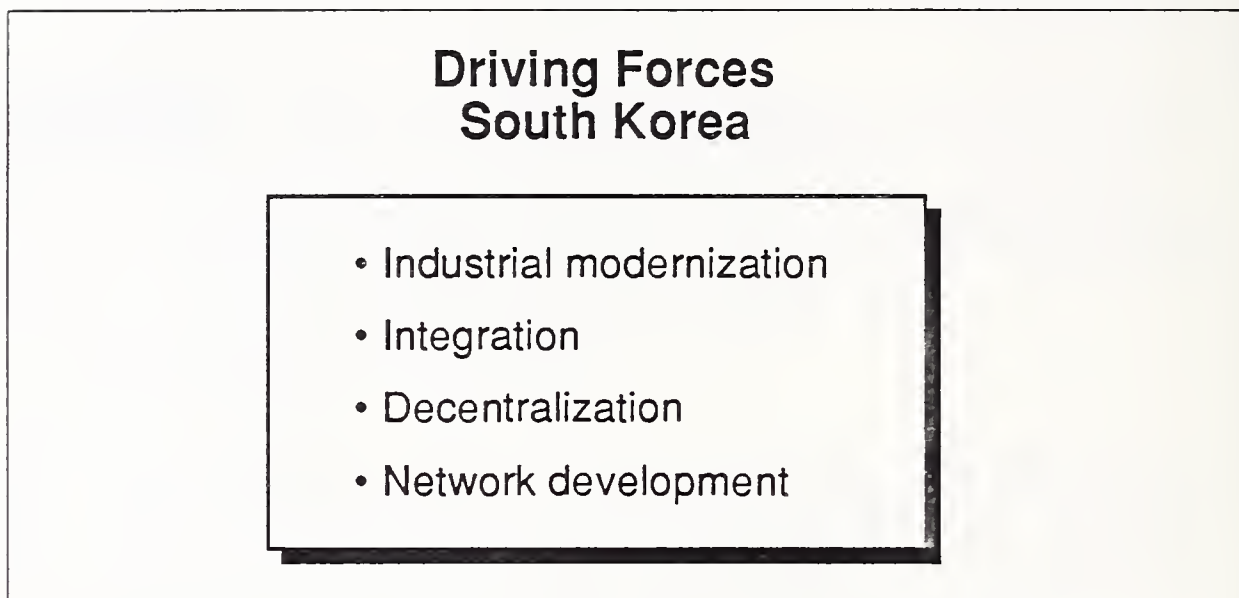 Driving Forces
South Korea
• Industrial modernization
• Integration
• Decentralization
• Network development